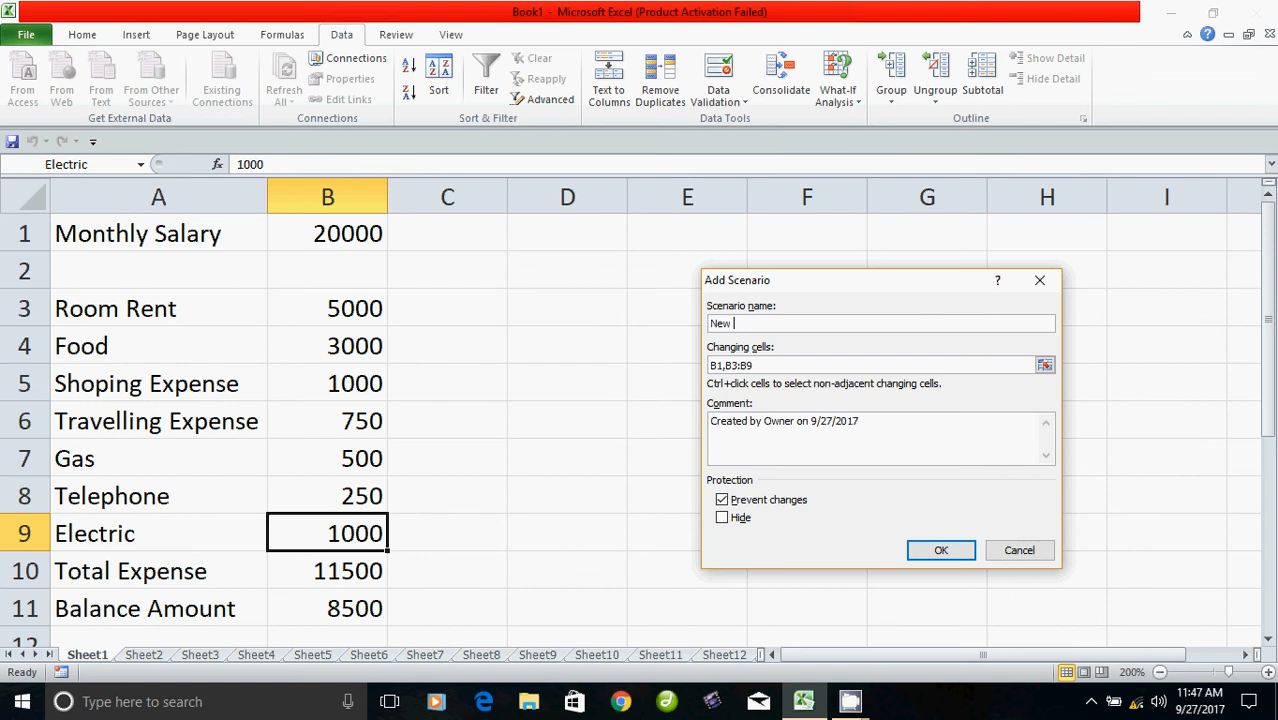 Book1 - Microsoft Excel (Product Activation Failed)
File Home Insert Page Layout Formulas Data Review View
From Access
From Web
From Text
From Other Sources
Existing Connections
Get External Data
Refresh All
Connections
Properties
Edit Links
Connections
Sort
Filter
Clear
Reapply
Advanced
Sort & Filter
Text to Columns
Remove Duplicates
Data Validation
Consolidate
What-If Analysis
Data Tools
Group
Ungroup
Subtotal
Show Detail
Hide Detail
Outline
Electric fx 1000
A B C D E F G H I
1 Monthly Salary 20000
2
3 Room Rent 5000
4 Food 3000
5 Shoping Expense 1000
6 Travelling Expense 750
7 Gas 500
8 Telephone 250
9 Electric 1000
10 Total Expense 11500
11 Balance Amount 8500
12
Add Scenario
Scenario name:
New
Changing cells:
B1,B3:B9
Ctrl+click cells to select non-adjacent changing cells.
Comment:
Created by Owner on 9/27/2017
Protection
Prevent changes
Hide
OK Cancel
Sheet1 Sheet2 Sheet3 Sheet4 Sheet5 Sheet6 Sheet7 Sheet8 Sheet9 Sheet10 Sheet11 Sheet12
Ready 200%
Type here to search
11:47 AM
9/27/2017